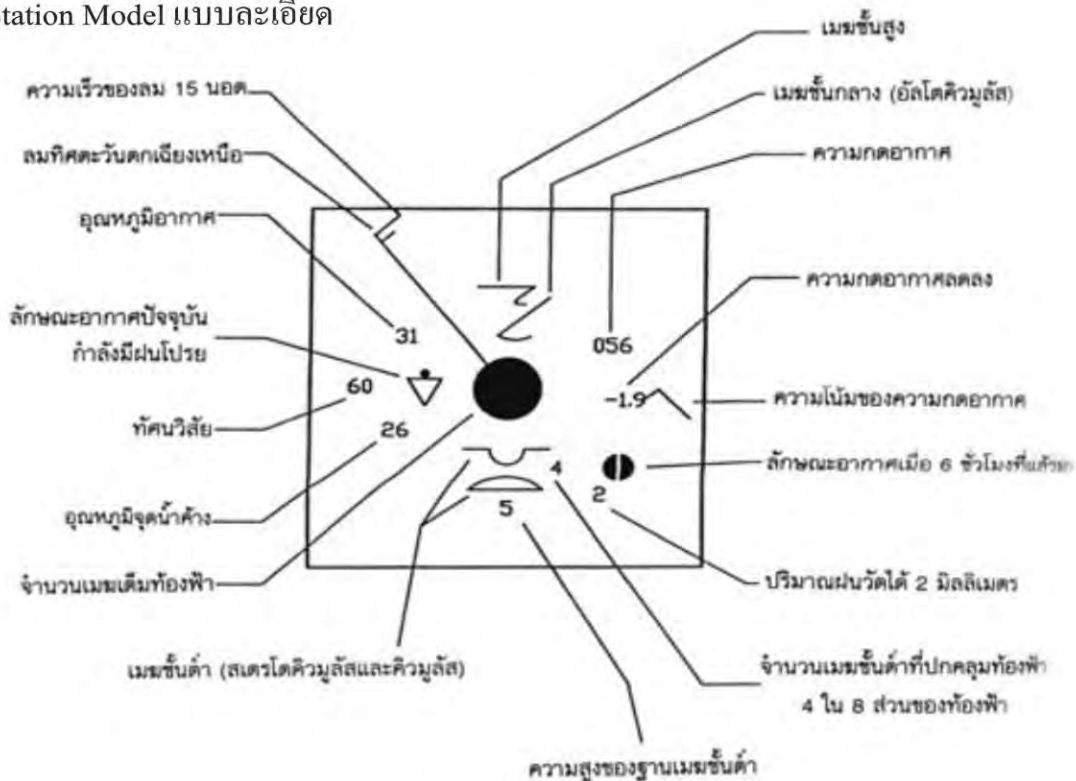 Station Model แบบละเอียด
เมฆชั้นสูง
ความเร็วของลม 15 นอต
เมฆชั้นกลาง (อัลโตคิวมูลัส)
ลมทิศตะวันตกเฉียงเหนือ
ความกดอากาศ
อุณหภูมิอากาศ
ความกดอากาศลดลง
ลักษณะอากาศปัจจุบัน
กำลังมีฝนโปรย
31
056
60
-1.9
ความโน้มของความกดอากาศ
ทัศนวิสัย
26
ลักษณะอากาศเมื่อ 6 ชั่วโมงที่แล้วมา
4
2
5
อุณหภูมิจุดน้ำค้าง
จำนวนเมฆเต็มท้องฟ้า
ปริมาณฝนวัดได้ 2 มิลลิเมตร
เมฆชั้นต่ำ (สเตรโตคิวมูลัสและคิวมูลัส)
จำนวนเมฆชั้นต่ำที่ปกคลุมท้องฟ้า
4 ใน 8 ส่วนของท้องฟ้า
ความสูงของฐานเมฆชั้นต่ำ